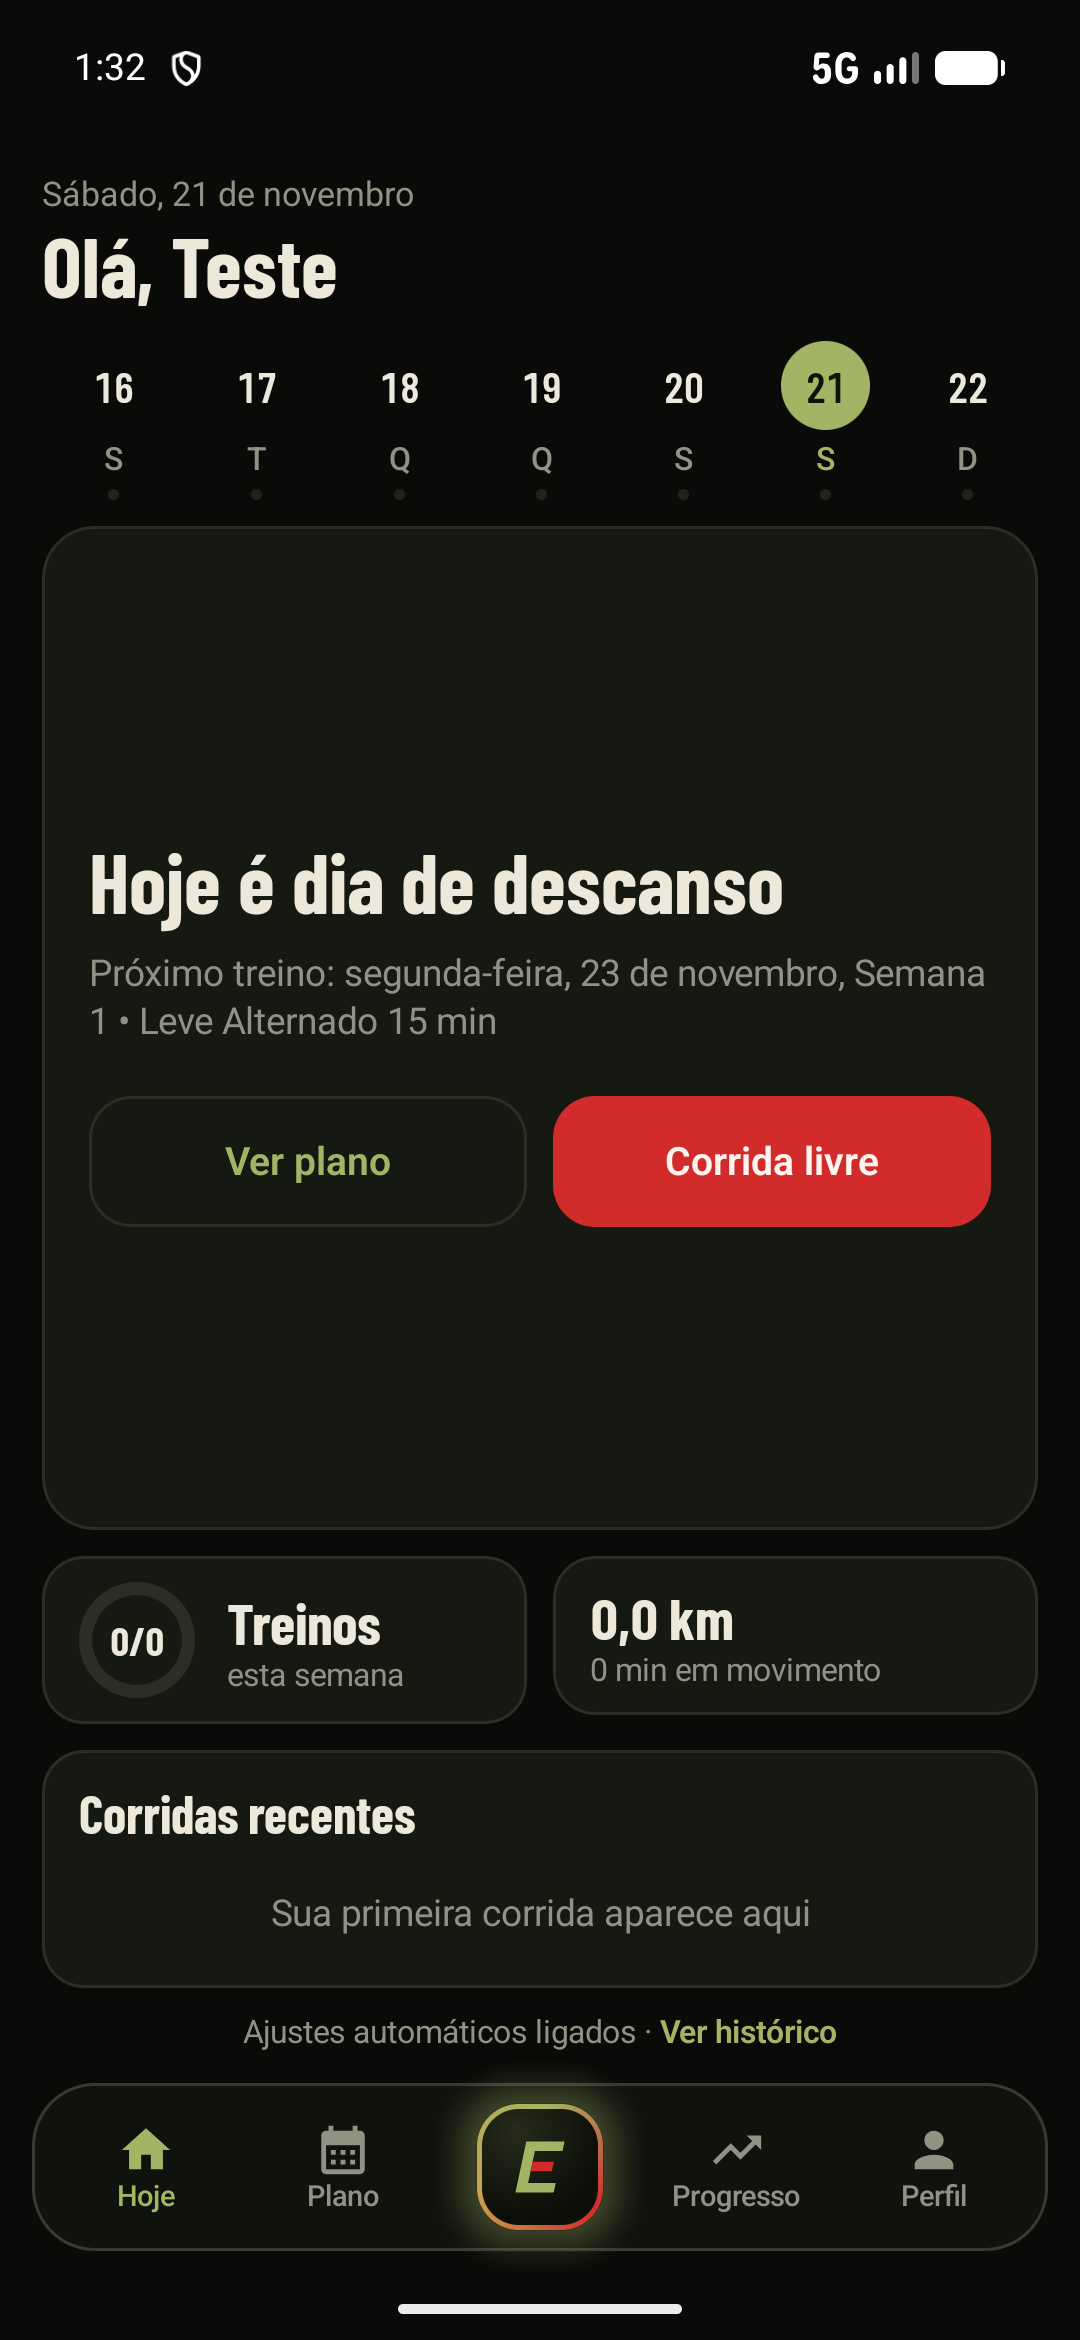 1:32
5G
Sábado, 21 de novembro
Olá, Teste
16 17 18 19 20 21 22
S T Q Q S S D
Hoje é dia de descanso
Próximo treino: segunda-feira, 23 de novembro, Semana
1 • Leve Alternado 15 min
Ver plano
Corrida livre
0/0
Treinos
esta semana
0,0 km
0 min em movimento
Corridas recentes
Sua primeira corrida aparece aqui
Ajustes automáticos ligados · Ver histórico
E
Hoje
Plano
Progresso
Perfil